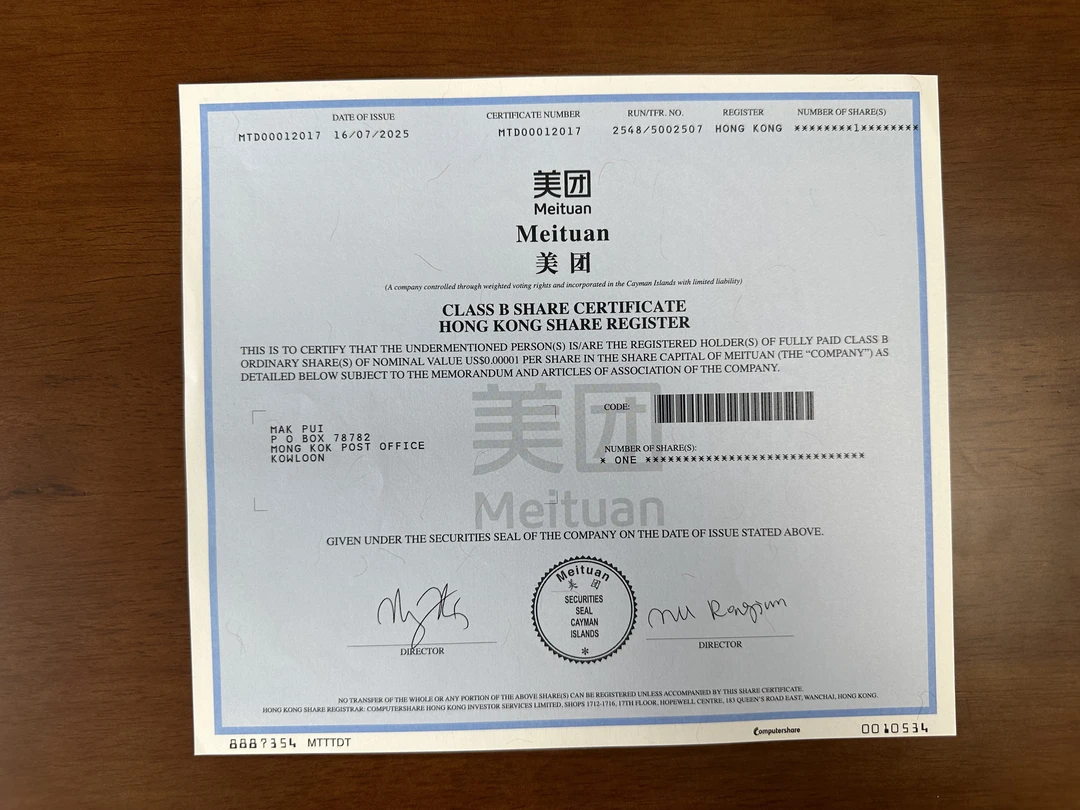 DATE OF ISSUE CERTIFICATE NUMBER RUN/TFR. NO. REGISTER NUMBER OF SHARE(S)
MTD00012017 16/07/2025 MTD00012017 2548/5002507 HONG KONG ********1********
美团
Meituan
Meituan
美团
(A company controlled through weighted voting rights and incorporated in the Cayman Islands with limited liability)
CLASS B SHARE CERTIFICATE
HONG KONG SHARE REGISTER
THIS IS TO CERTIFY THAT THE UNDERMENTIONED PERSON(S) IS/ARE THE REGISTERED HOLDER(S) OF FULLY PAID CLASS B
ORDINARY SHARE(S) OF NOMINAL VALUE US$0.00001 PER SHARE IN THE SHARE CAPITAL OF MEITUAN (THE “COMPANY”) AS
DETAILED BELOW SUBJECT TO THE MEMORANDUM AND ARTICLES OF ASSOCIATION OF THE COMPANY.
美团
Meituan
CODE:
MAK PUI
P O BOX 78782
MONG KOK POST OFFICE
KOWLOON
NUMBER OF SHARE(S):
* ONE ******************************
GIVEN UNDER THE SECURITIES SEAL OF THE COMPANY ON THE DATE OF ISSUE STATED ABOVE.
Meituan
美团
SECURITIES
SEAL
CAYMAN
ISLANDS
*
DIRECTOR
DIRECTOR
NO TRANSFER OF THE WHOLE OR ANY PORTION OF THE ABOVE SHARE(S) CAN BE REGISTERED UNLESS ACCOMPANIED BY THIS SHARE CERTIFICATE.
HONG KONG SHARE REGISTRAR: COMPUTERSHARE HONG KONG INVESTOR SERVICES LIMITED, SHOPS 1712-1716, 17TH FLOOR, HOPEWELL CENTRE, 183 QUEEN'S ROAD EAST, WANCHAI, HONG KONG.
8887354 MTTTDT
Computershare
0010534